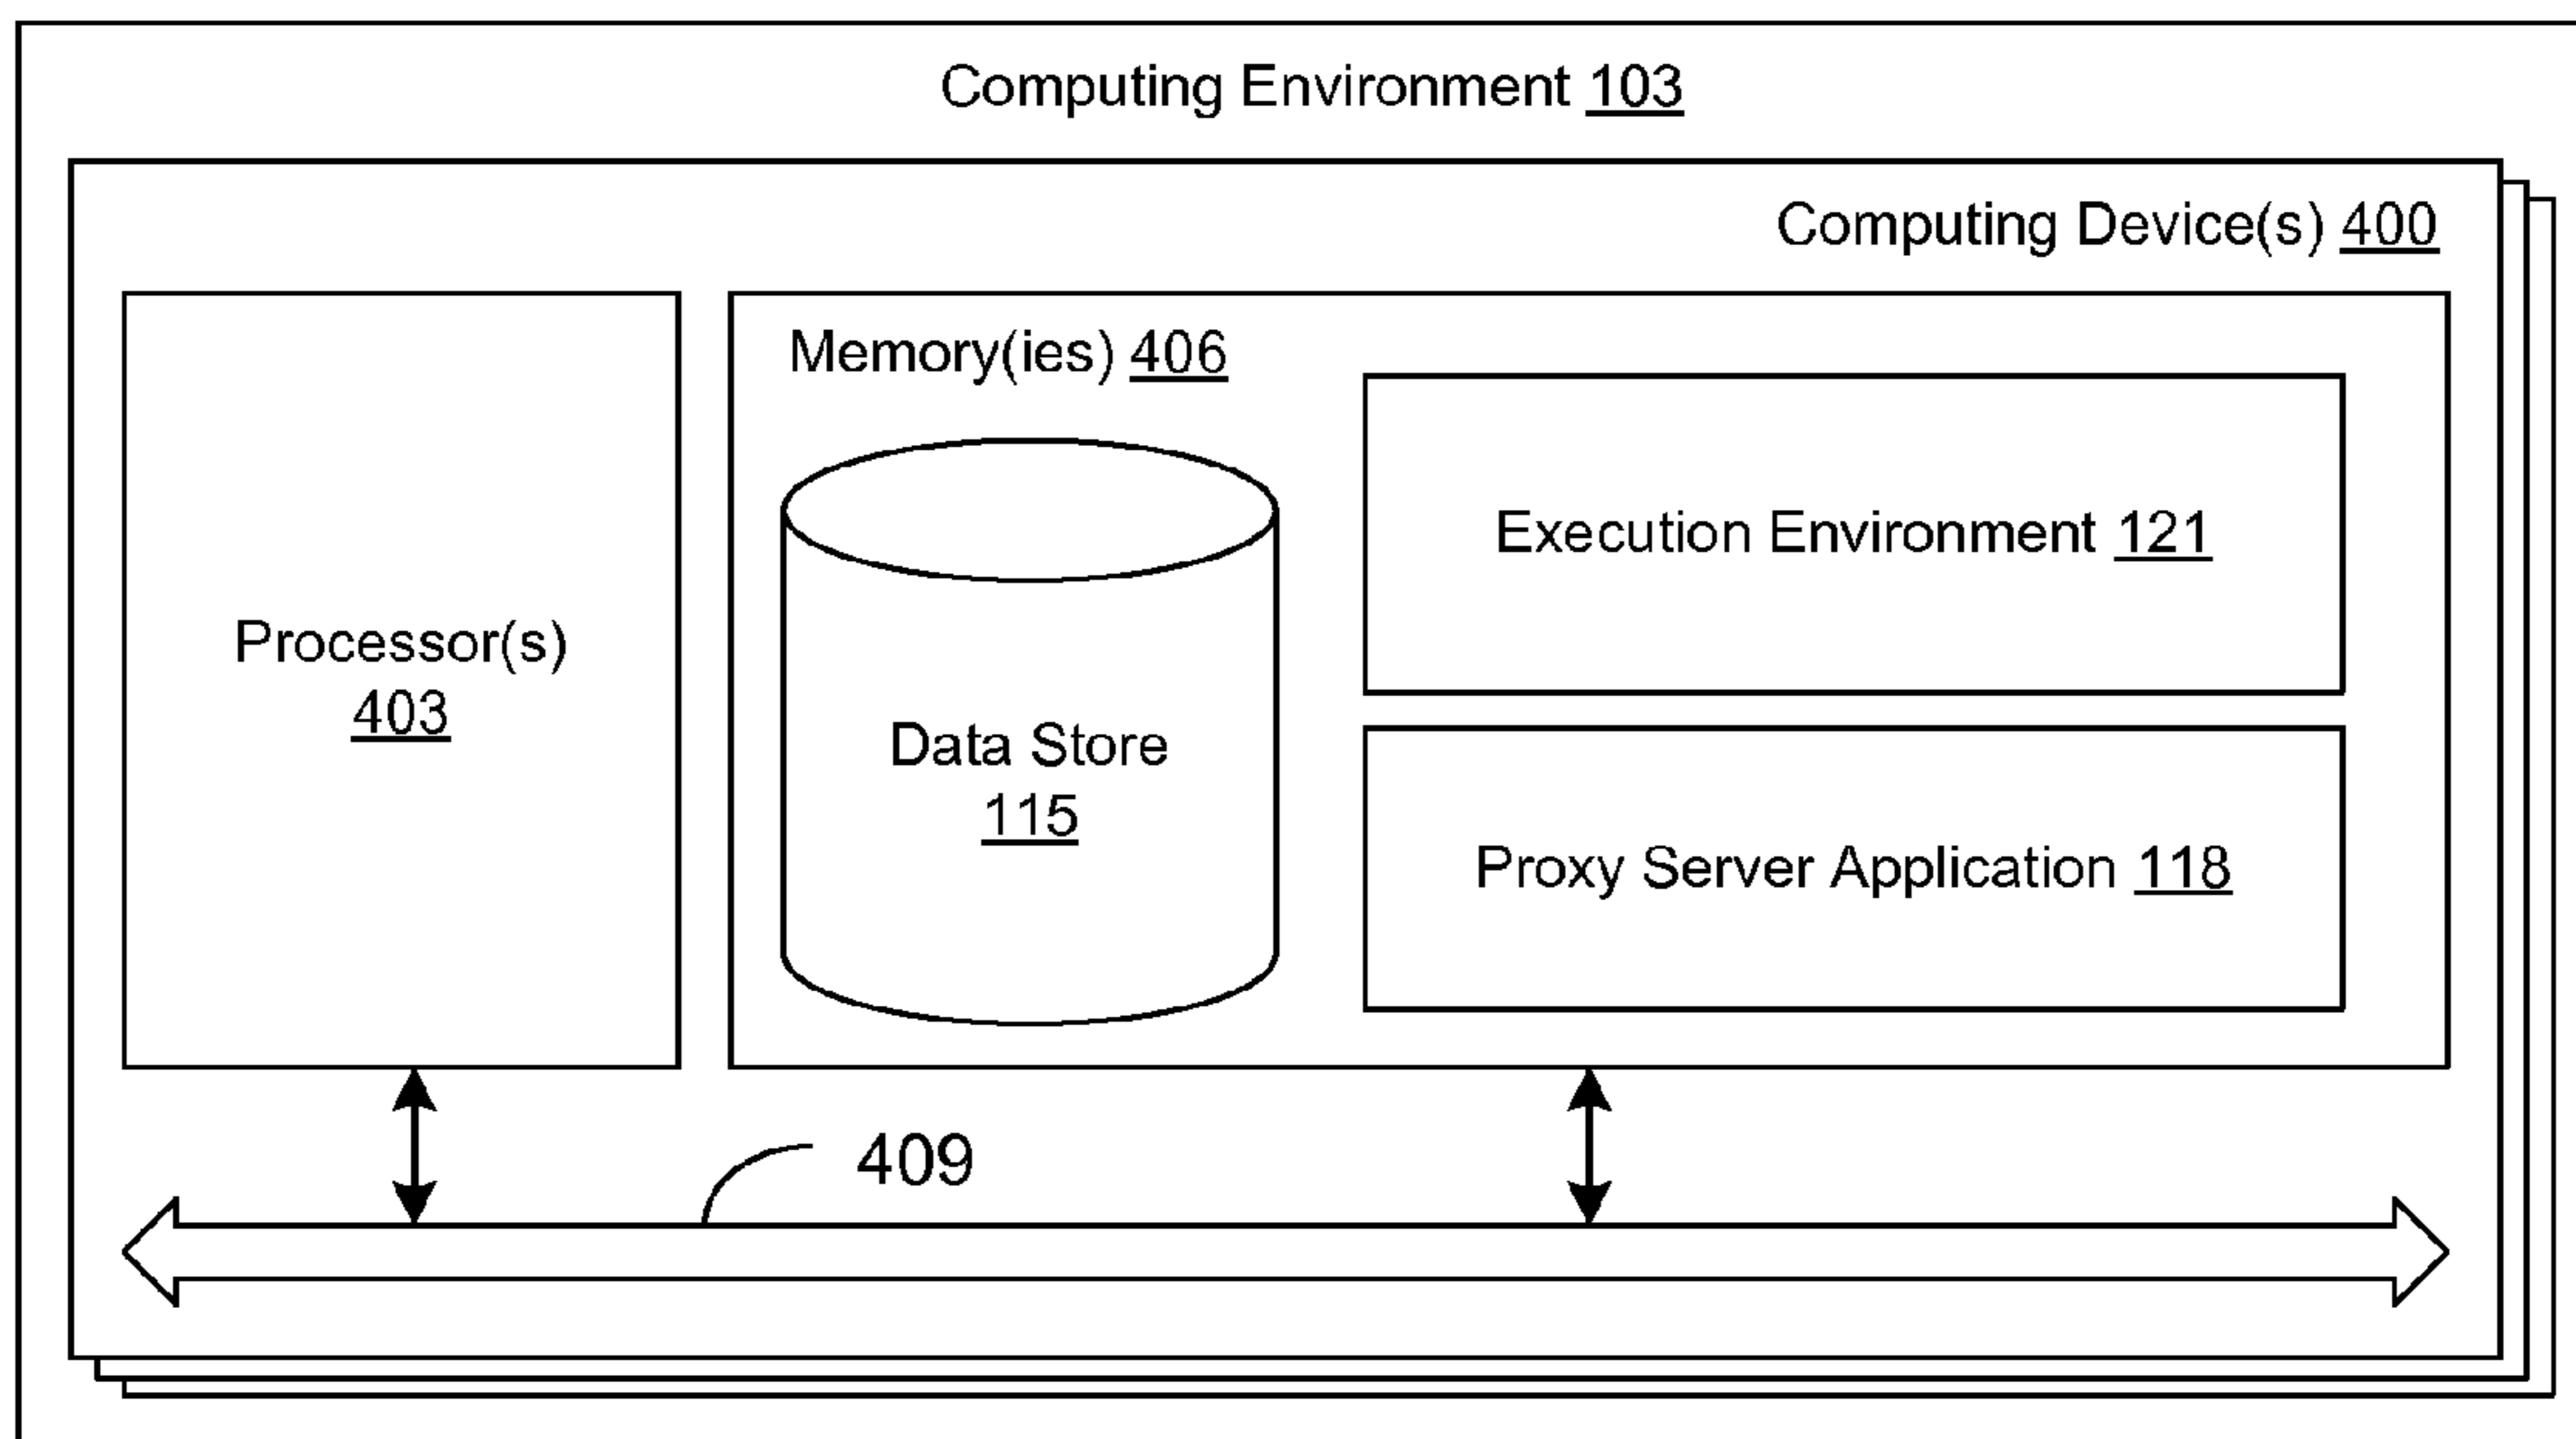 Computing Environment 103
Computing Device(s) 400
Memory(ies) 406
Execution Environment 121
Processor(s)
403
Data Store
115
Proxy Server Application 118
409